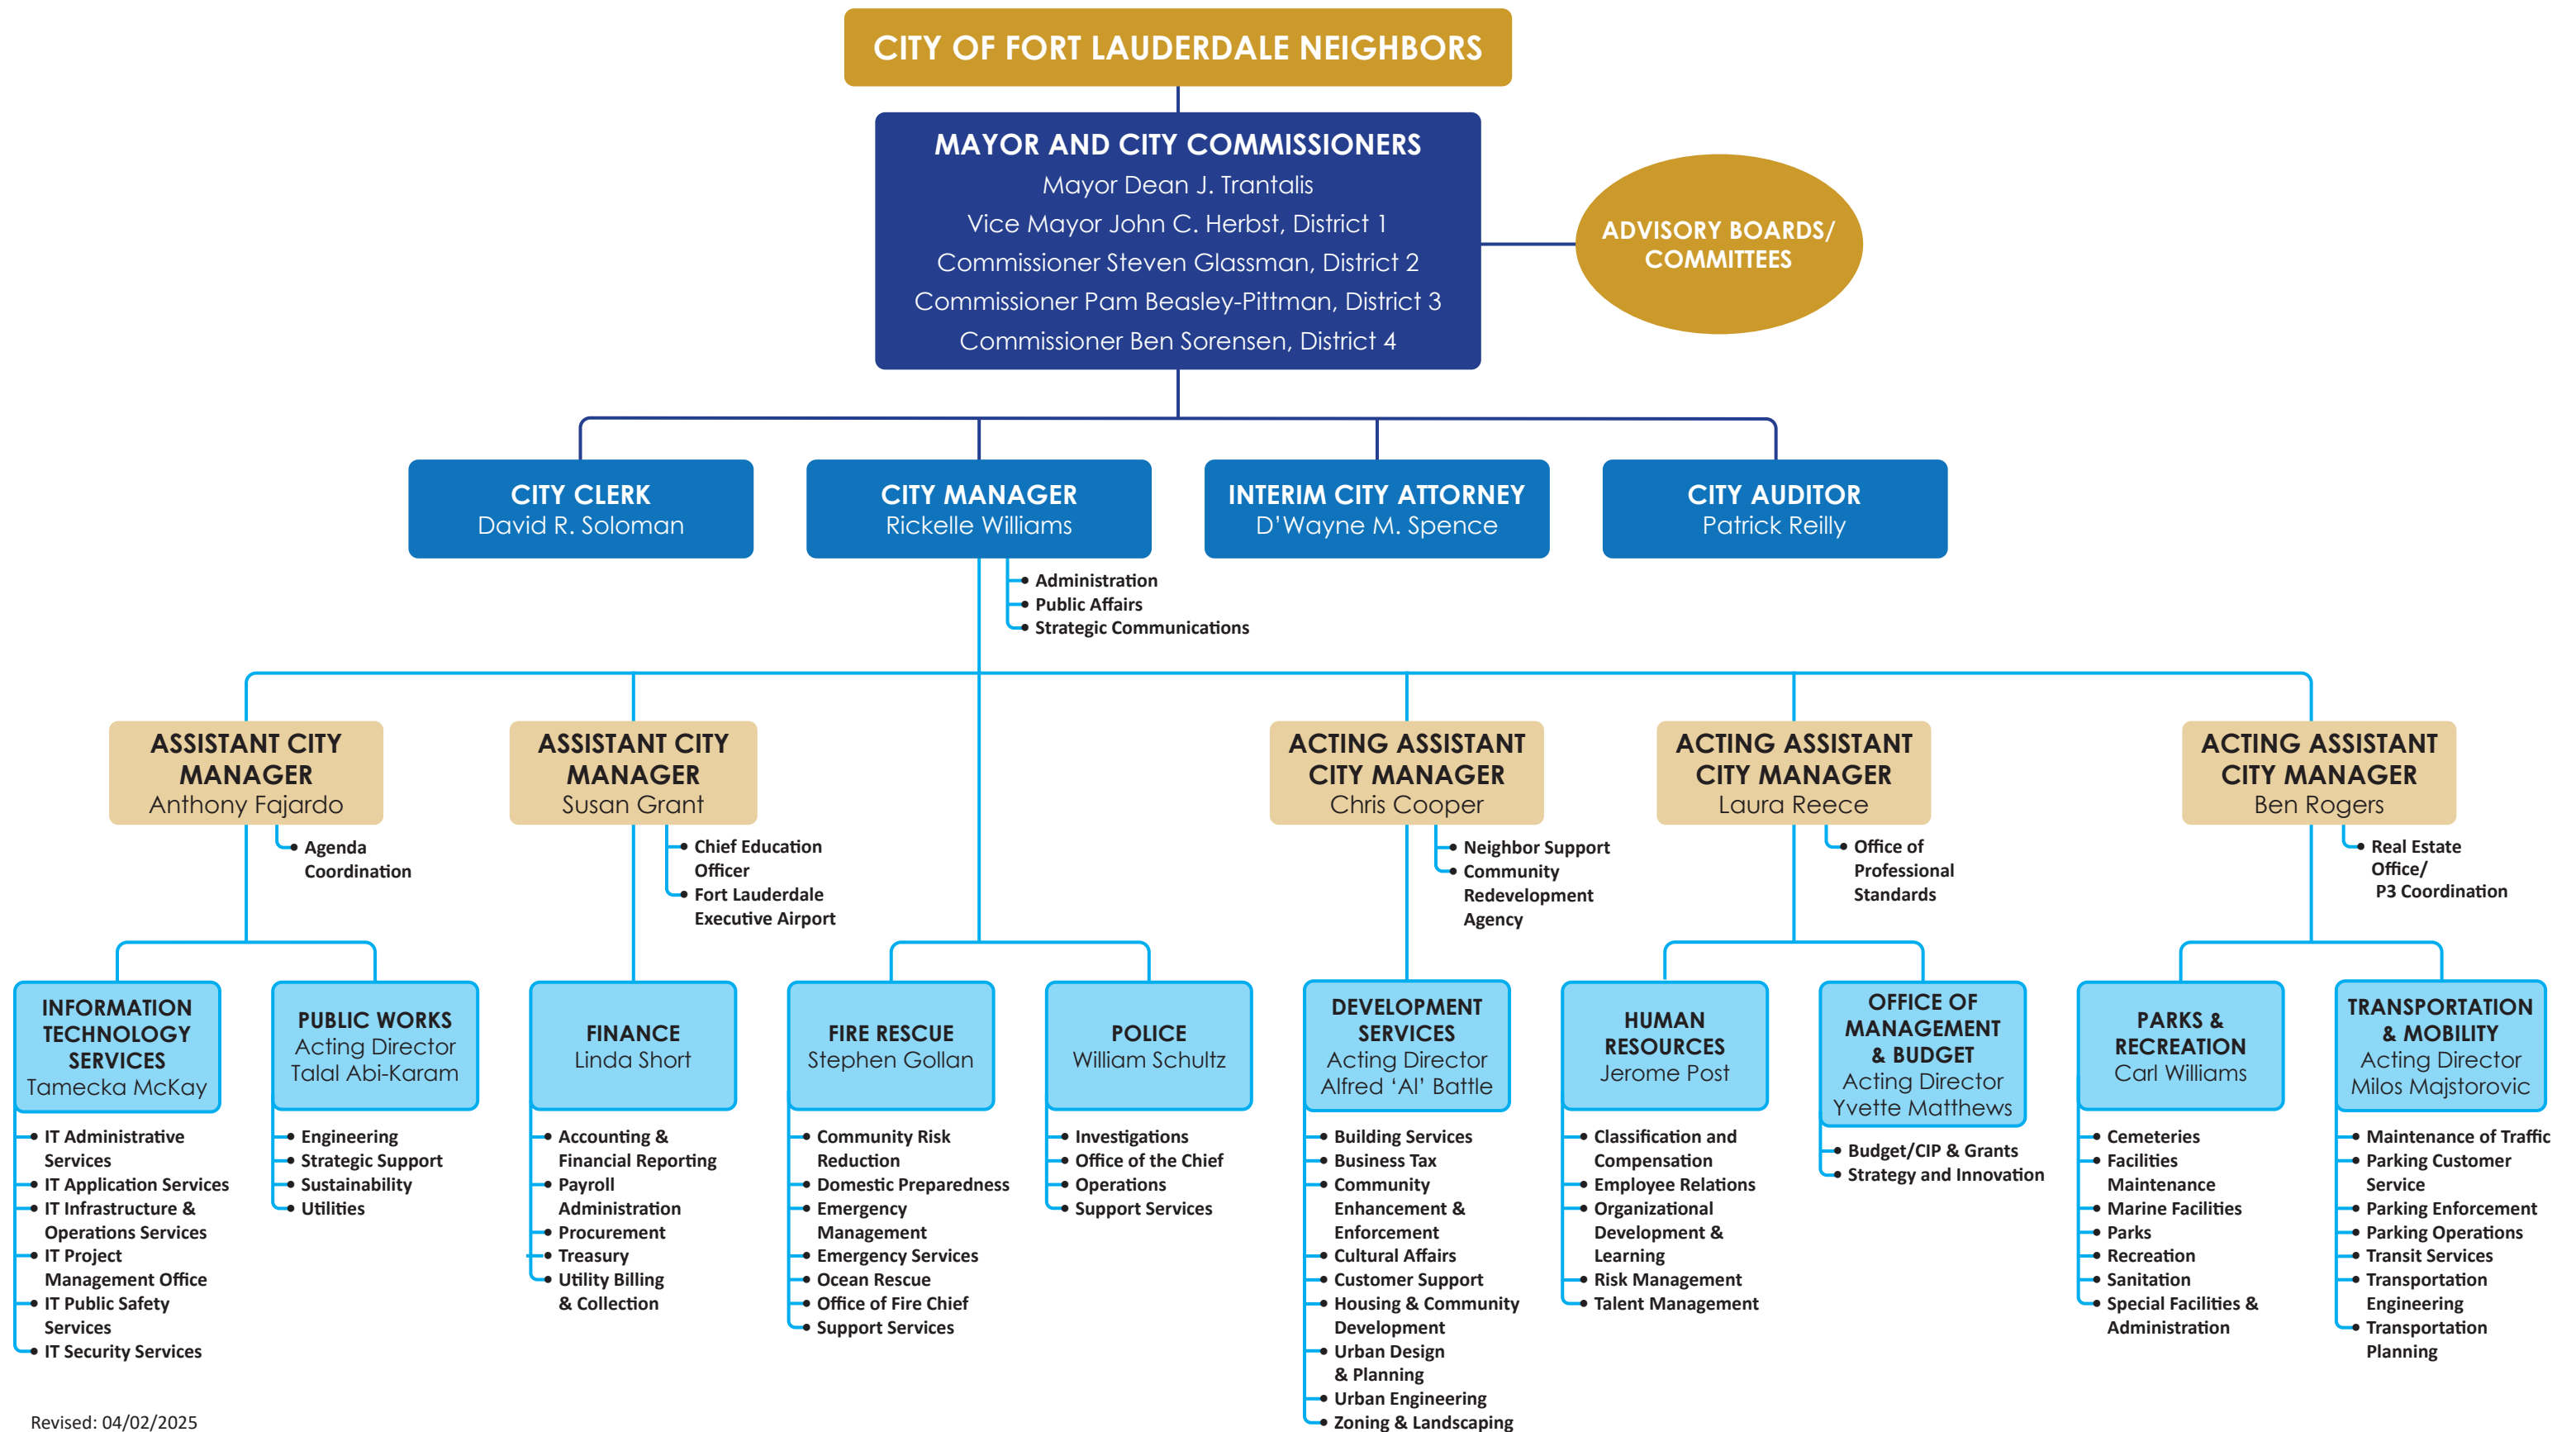 CITY OF FORT LAUDERDALE NEIGHBORS
MAYOR AND CITY COMMISSIONERS
Mayor Dean J. Trantalis
Vice Mayor John C. Herbst, District 1
Commissioner Steven Glassman, District 2
Commissioner Pam Beasley-Pittman, District 3
Commissioner Ben Sorensen, District 4
ADVISORY BOARDS/
COMMITTEES
CITY CLERK
David R. Soloman
CITY MANAGER
Rickelle Williams
• Administration
• Public Affairs
• Strategic Communications
INTERIM CITY ATTORNEY
D’Wayne M. Spence
CITY AUDITOR
Patrick Reilly
ASSISTANT CITY
MANAGER
Anthony Fajardo
• Agenda
Coordination
ASSISTANT CITY
MANAGER
Susan Grant
• Chief Education
Officer
• Fort Lauderdale
Executive Airport
ACTING ASSISTANT
CITY MANAGER
Chris Cooper
• Neighbor Support
• Community
Redevelopment
Agency
ACTING ASSISTANT
CITY MANAGER
Laura Reece
• Office of
Professional
Standards
ACTING ASSISTANT
CITY MANAGER
Ben Rogers
• Real Estate
Office/
P3 Coordination
INFORMATION
TECHNOLOGY
SERVICES
Tamecka McKay
• IT Administrative
Services
• IT Application Services
• IT Infrastructure &
Operations Services
• IT Project
Management Office
• IT Public Safety
Services
• IT Security Services
PUBLIC WORKS
Acting Director
Talal Abi-Karam
• Engineering
• Strategic Support
• Sustainability
• Utilities
FINANCE
Linda Short
• Accounting &
Financial Reporting
• Payroll
Administration
• Procurement
• Treasury
• Utility Billing
& Collection
FIRE RESCUE
Stephen Gollan
• Community Risk
Reduction
• Domestic Preparedness
• Emergency
Management
• Emergency Services
• Ocean Rescue
• Office of Fire Chief
• Support Services
POLICE
William Schultz
• Investigations
• Office of the Chief
• Operations
• Support Services
DEVELOPMENT
SERVICES
Acting Director
Alfred ‘Al’ Battle
• Building Services
• Business Tax
• Community
Enhancement &
Enforcement
• Cultural Affairs
• Customer Support
• Housing & Community
Development
• Urban Design
& Planning
• Urban Engineering
• Zoning & Landscaping
HUMAN
RESOURCES
Jerome Post
• Classification and
Compensation
• Employee Relations
• Organizational
Development &
Learning
• Risk Management
• Talent Management
OFFICE OF
MANAGEMENT
& BUDGET
Acting Director
Yvette Matthews
• Budget/CIP & Grants
• Strategy and Innovation
PARKS &
RECREATION
Carl Williams
• Cemeteries
• Facilities
Maintenance
• Marine Facilities
• Parks
• Recreation
• Sanitation
• Special Facilities &
Administration
TRANSPORTATION
& MOBILITY
Acting Director
Milos Majstorovic
• Maintenance of Traffic
• Parking Customer
Service
• Parking Enforcement
• Parking Operations
• Transit Services
• Transportation
Engineering
• Transportation
Planning
Revised: 04/02/2025